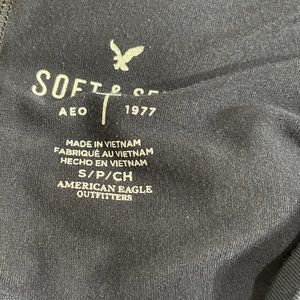 SOFT &
AEO 1977
MADE IN VIETNAM
FABRIQUÉ AU VIETNAM
HECHO EN VIETNAM
S/P/CH
AMERICAN EAGLE
OUTFITTERS